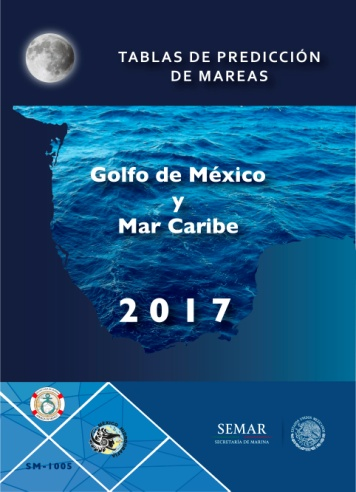 TABLAS DE PREDICCIÓN
DE MAREAS
Golfo de México
y
Mar Caribe
2017
SM-1005
SEMAR
SECRETARÍA DE MARINA